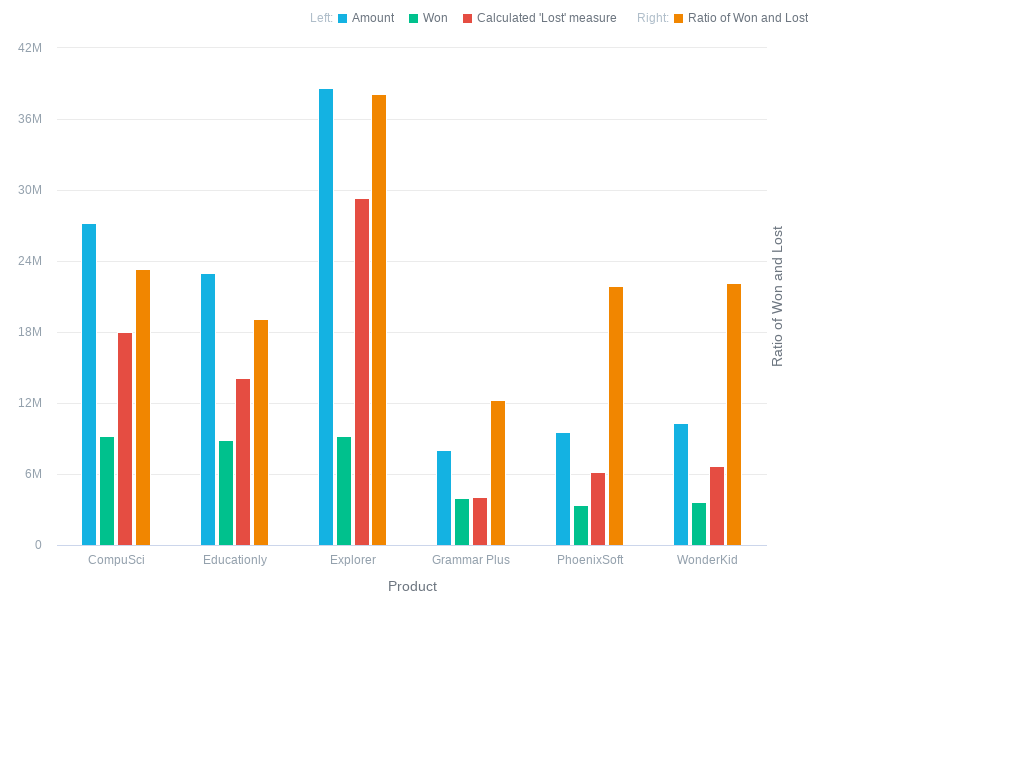 Left: Amount Won Calculated 'Lost' measure Right: Ratio of Won and Lost
42M
36M
30M
24M
18M
12M
6M
0
Ratio of Won and Lost
CompuSci Educationly Explorer Grammar Plus PhoenixSoft WonderKid
Product